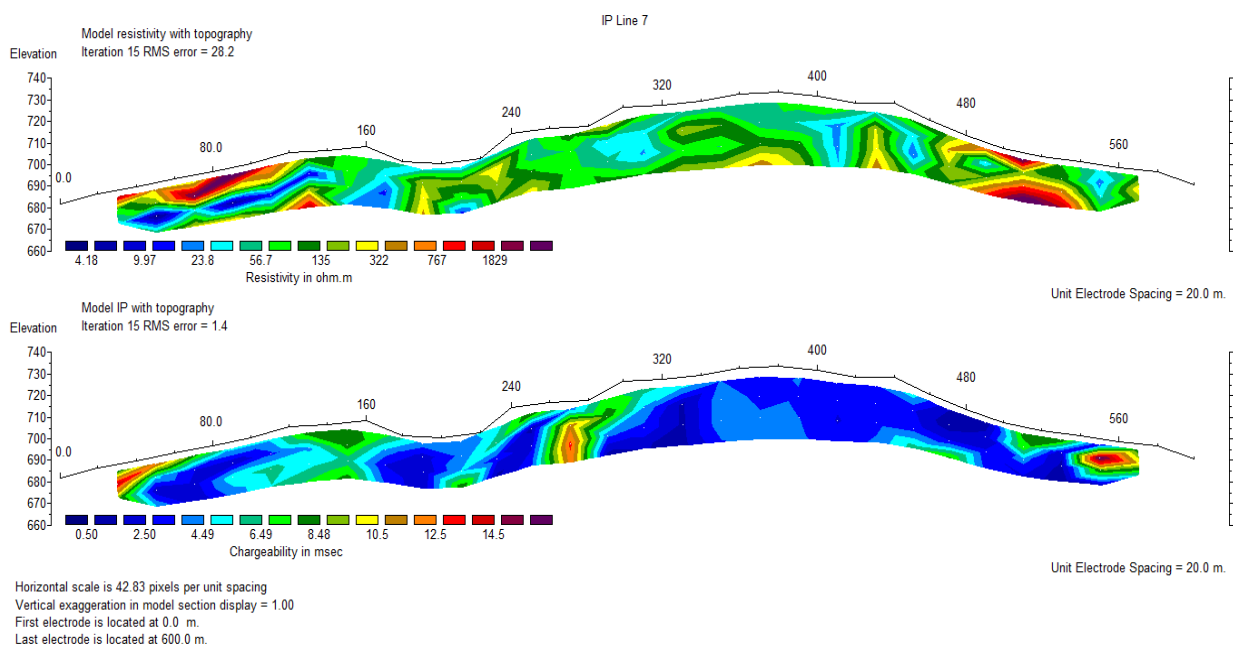 IP Line 7
Model resistivity with topography
Iteration 15 RMS error = 28.2
Elevation
740
730
720
710
700
690
680
670
660
0.0
80.0
160
240
320
400
480
560
4.18 9.97 23.8 56.7 135 322 767 1829
Resistivity in ohm.m
Unit Electrode Spacing = 20.0 m.
Model IP with topography
Iteration 15 RMS error = 1.4
Elevation
740
730
720
710
700
690
680
670
660
0.0
80.0
160
240
320
400
480
560
0.50 2.50 4.49 6.49 8.48 10.5 12.5 14.5
Chargeability in msec
Unit Electrode Spacing = 20.0 m.
Horizontal scale is 42.83 pixels per unit spacing
Vertical exaggeration in model section display = 1.00
First electrode is located at 0.0 m.
Last electrode is located at 600.0 m.